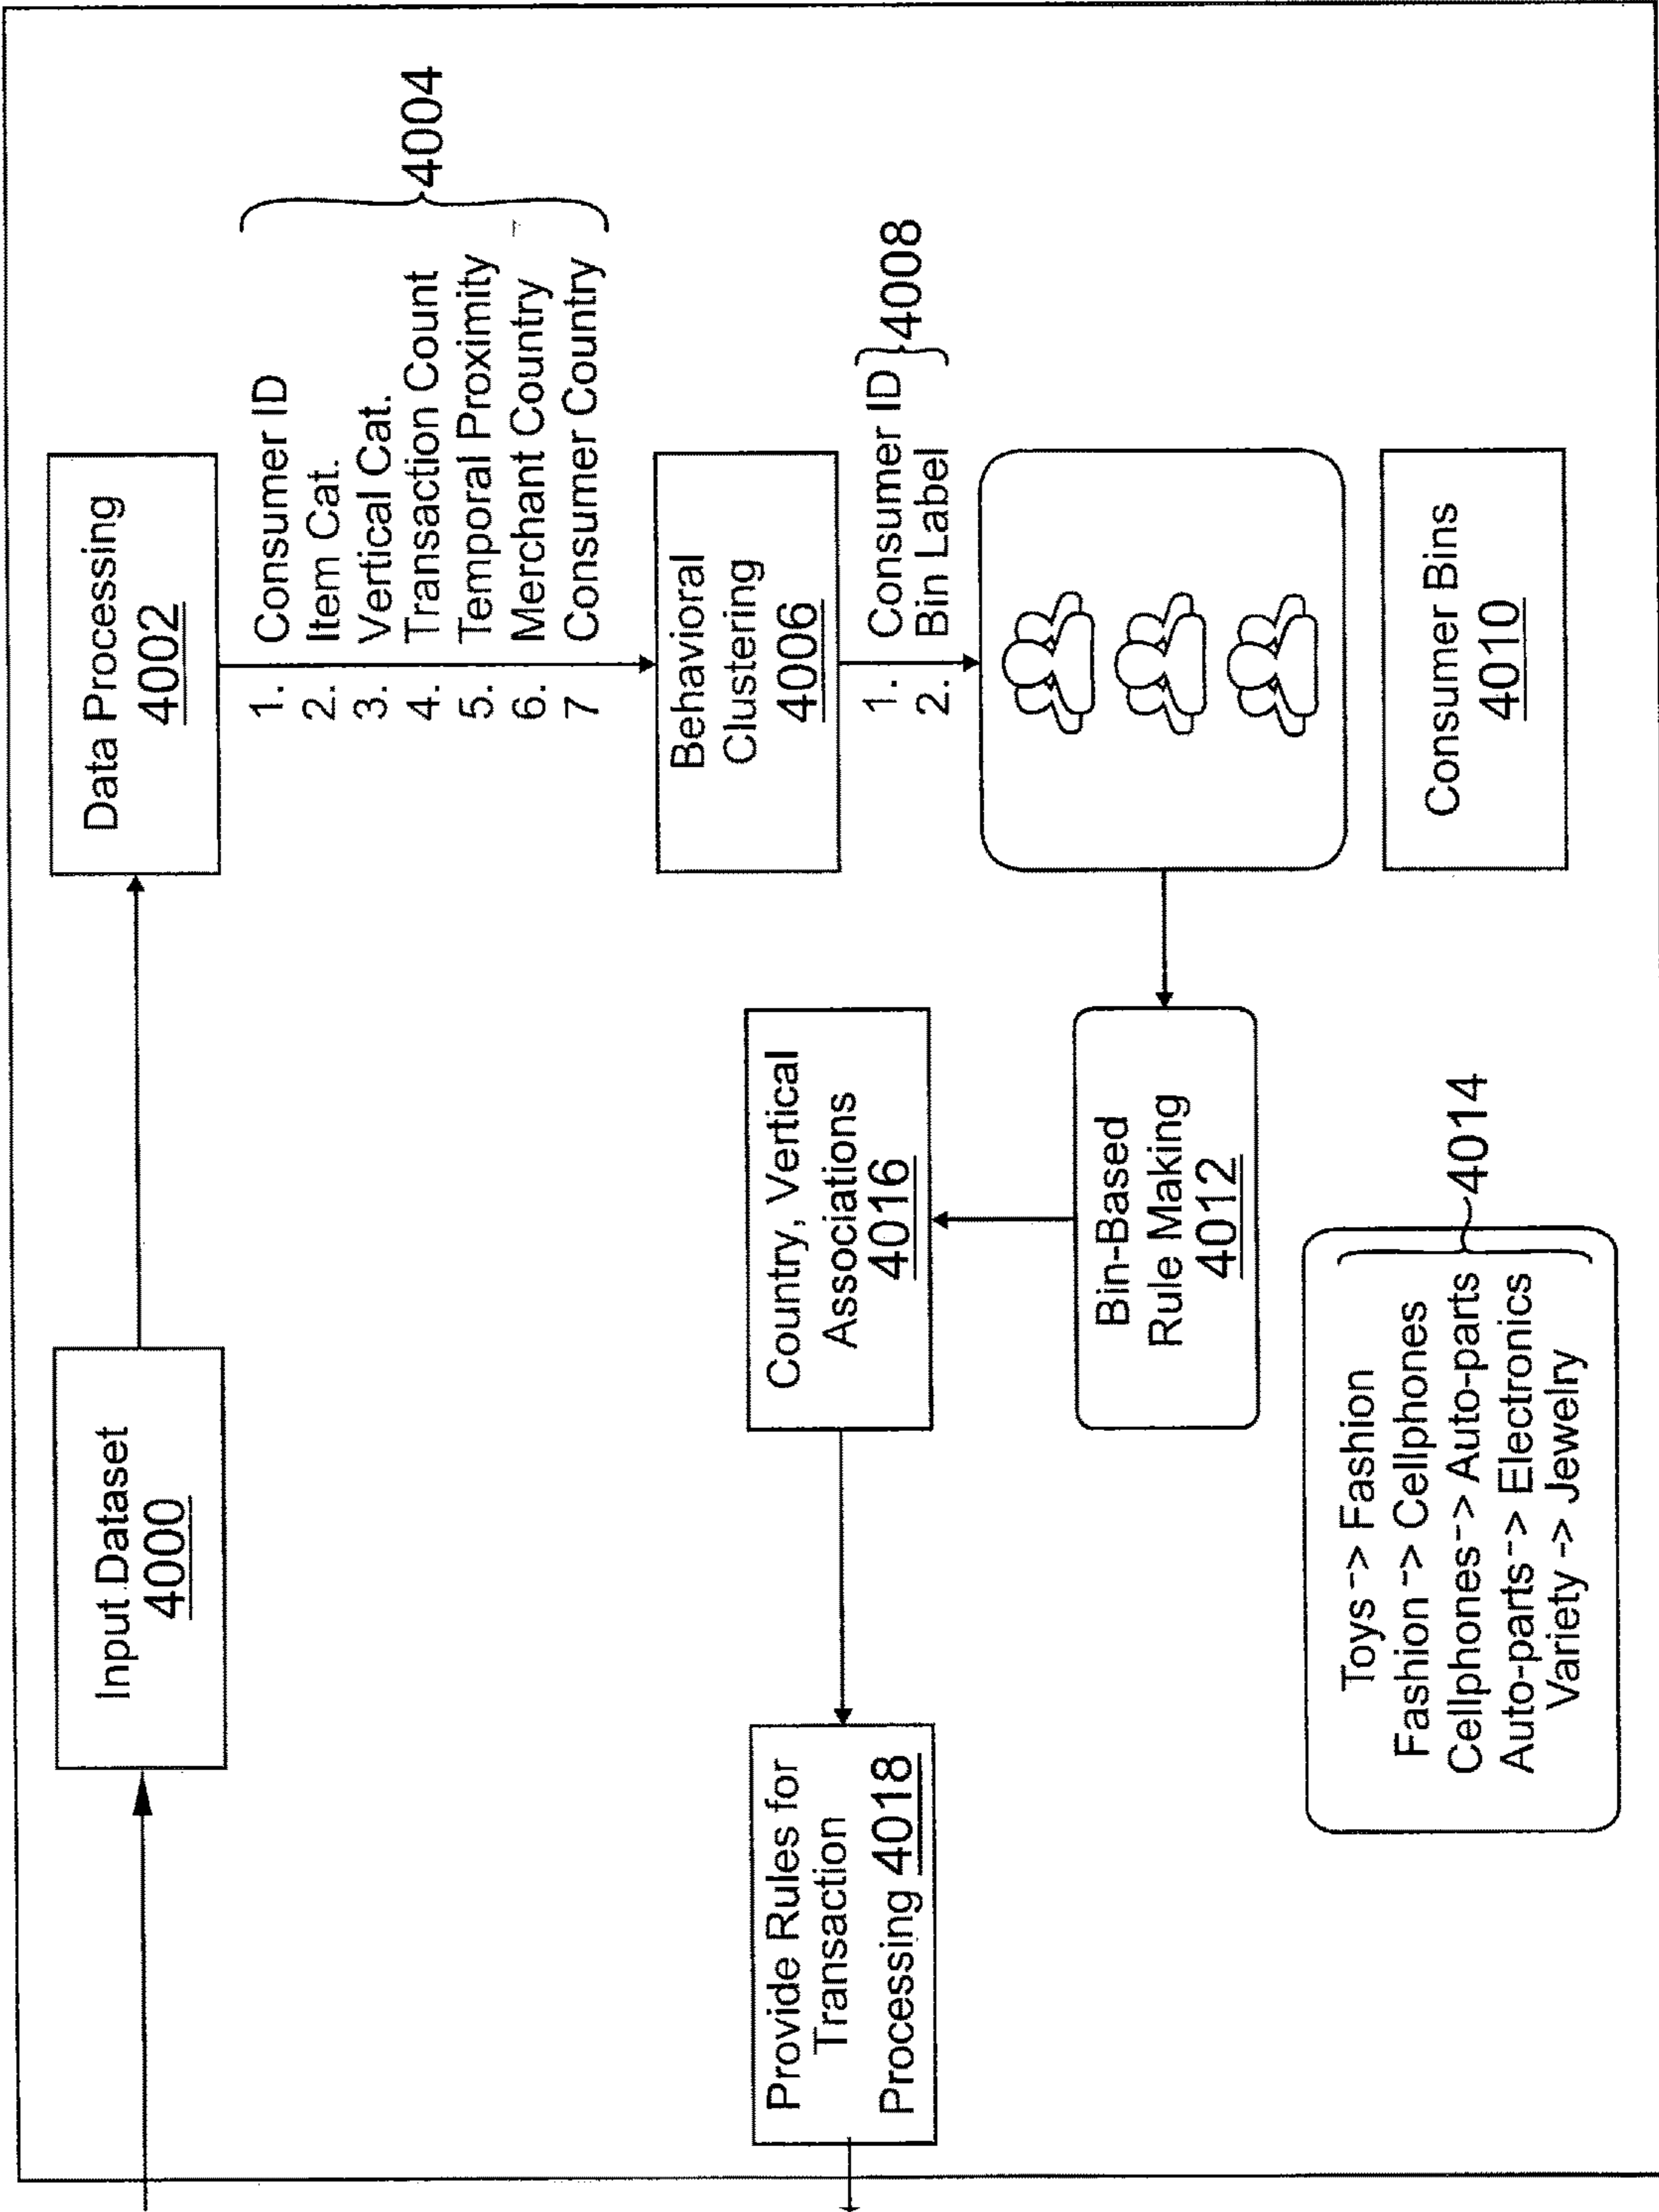 Input Dataset
4000
Data Processing
4002
1. Consumer ID
2. Item Cat.
3. Vertical Cat.
4. Transaction Count
5. Temporal Proximity
6. Merchant Country
7 Consumer Country
4004
Behavioral
Clustering
4006
1. Consumer ID
2. Bin Label
4008
Consumer Bins
4010
Bin-Based
Rule Making
4012
Toys -> Fashion
Fashion -> Cellphones
Cellphones -> Auto-parts
Auto-parts -> Electronics
Variety -> Jewelry
4014
Country, Vertical
Associations
4016
Provide Rules for
Transaction
Processing 4018